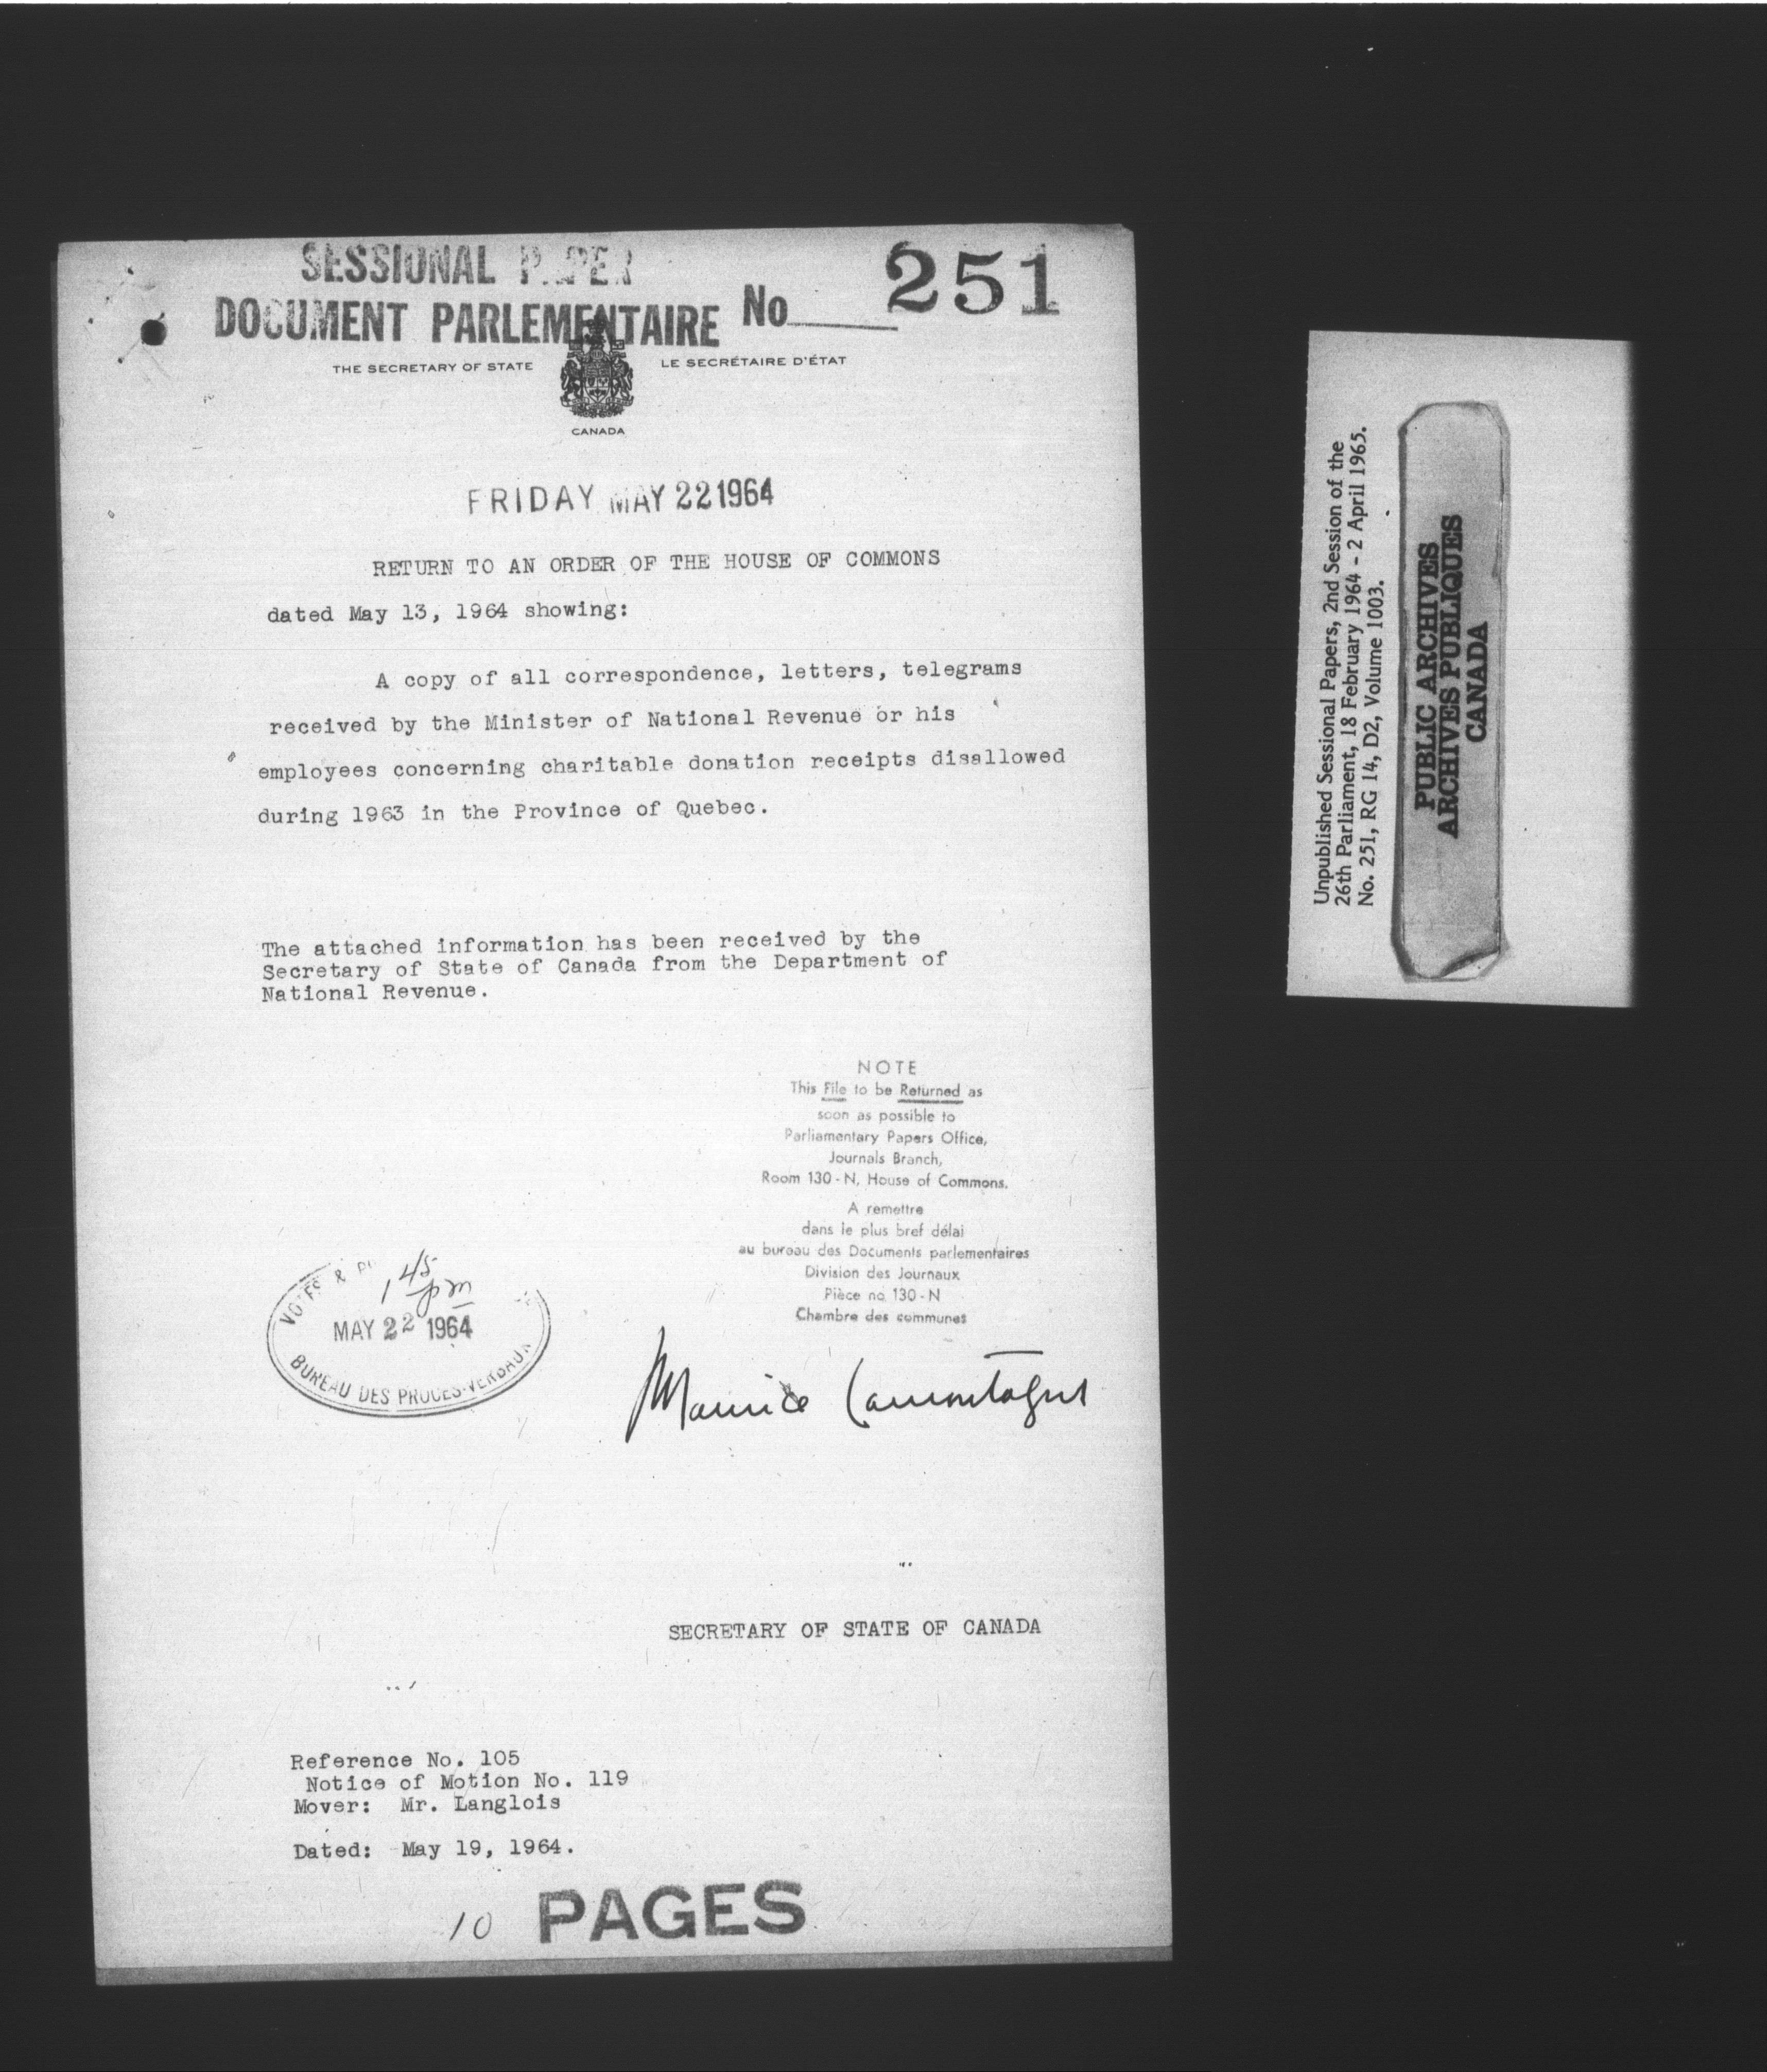 SESSIONAL PAPER
DOCUMENT PARLEMENTAIRE No 251
THE SECRETARY OF STATE
LE SECRÉTAIRE D'ÉTAT
CANADA
FRIDAY MAY 22 1964
RETURN TO AN ORDER OF THE HOUSE OF COMMONS
dated May 13, 1964 showing:
A copy of all correspondence, letters, telegrams
received by the Minister of National Revenue or his
employees concerning charitable donation receipts disallowed
during 1963 in the Province of Quebec.
The attached information has been received by the
Secretary of State of Canada from the Department of
National Revenue.
NOTE
This File to be Returned as
soon as possible to
Parliamentary Papers Office,
Journals Branch,
Room 130 - N, House of Commons.
A remettre
dans le plus bref délai
au bureau des Documents parlementaires
Division des Journaux
Pièce no 130 - N
Chambre des communes
VOTES &
1 45 pm
MAY 22 1964
BUREAU DES PROCES-VERBAUX
Maurice Lamontagne
SECRETARY OF STATE OF CANADA
Reference No. 105
Notice of Motion No. 119
Mover: Mr. Langlois
Dated: May 19, 1964.
10 PAGES
Unpublished Sessional Papers, 2nd Session of the
26th Parliament, 18 February 1964 - 2 April 1965.
No. 251, RG 14, D2, Volume 1003.
PUBLIC ARCHIVES
ARCHIVES PUBLIQUES
CANADA